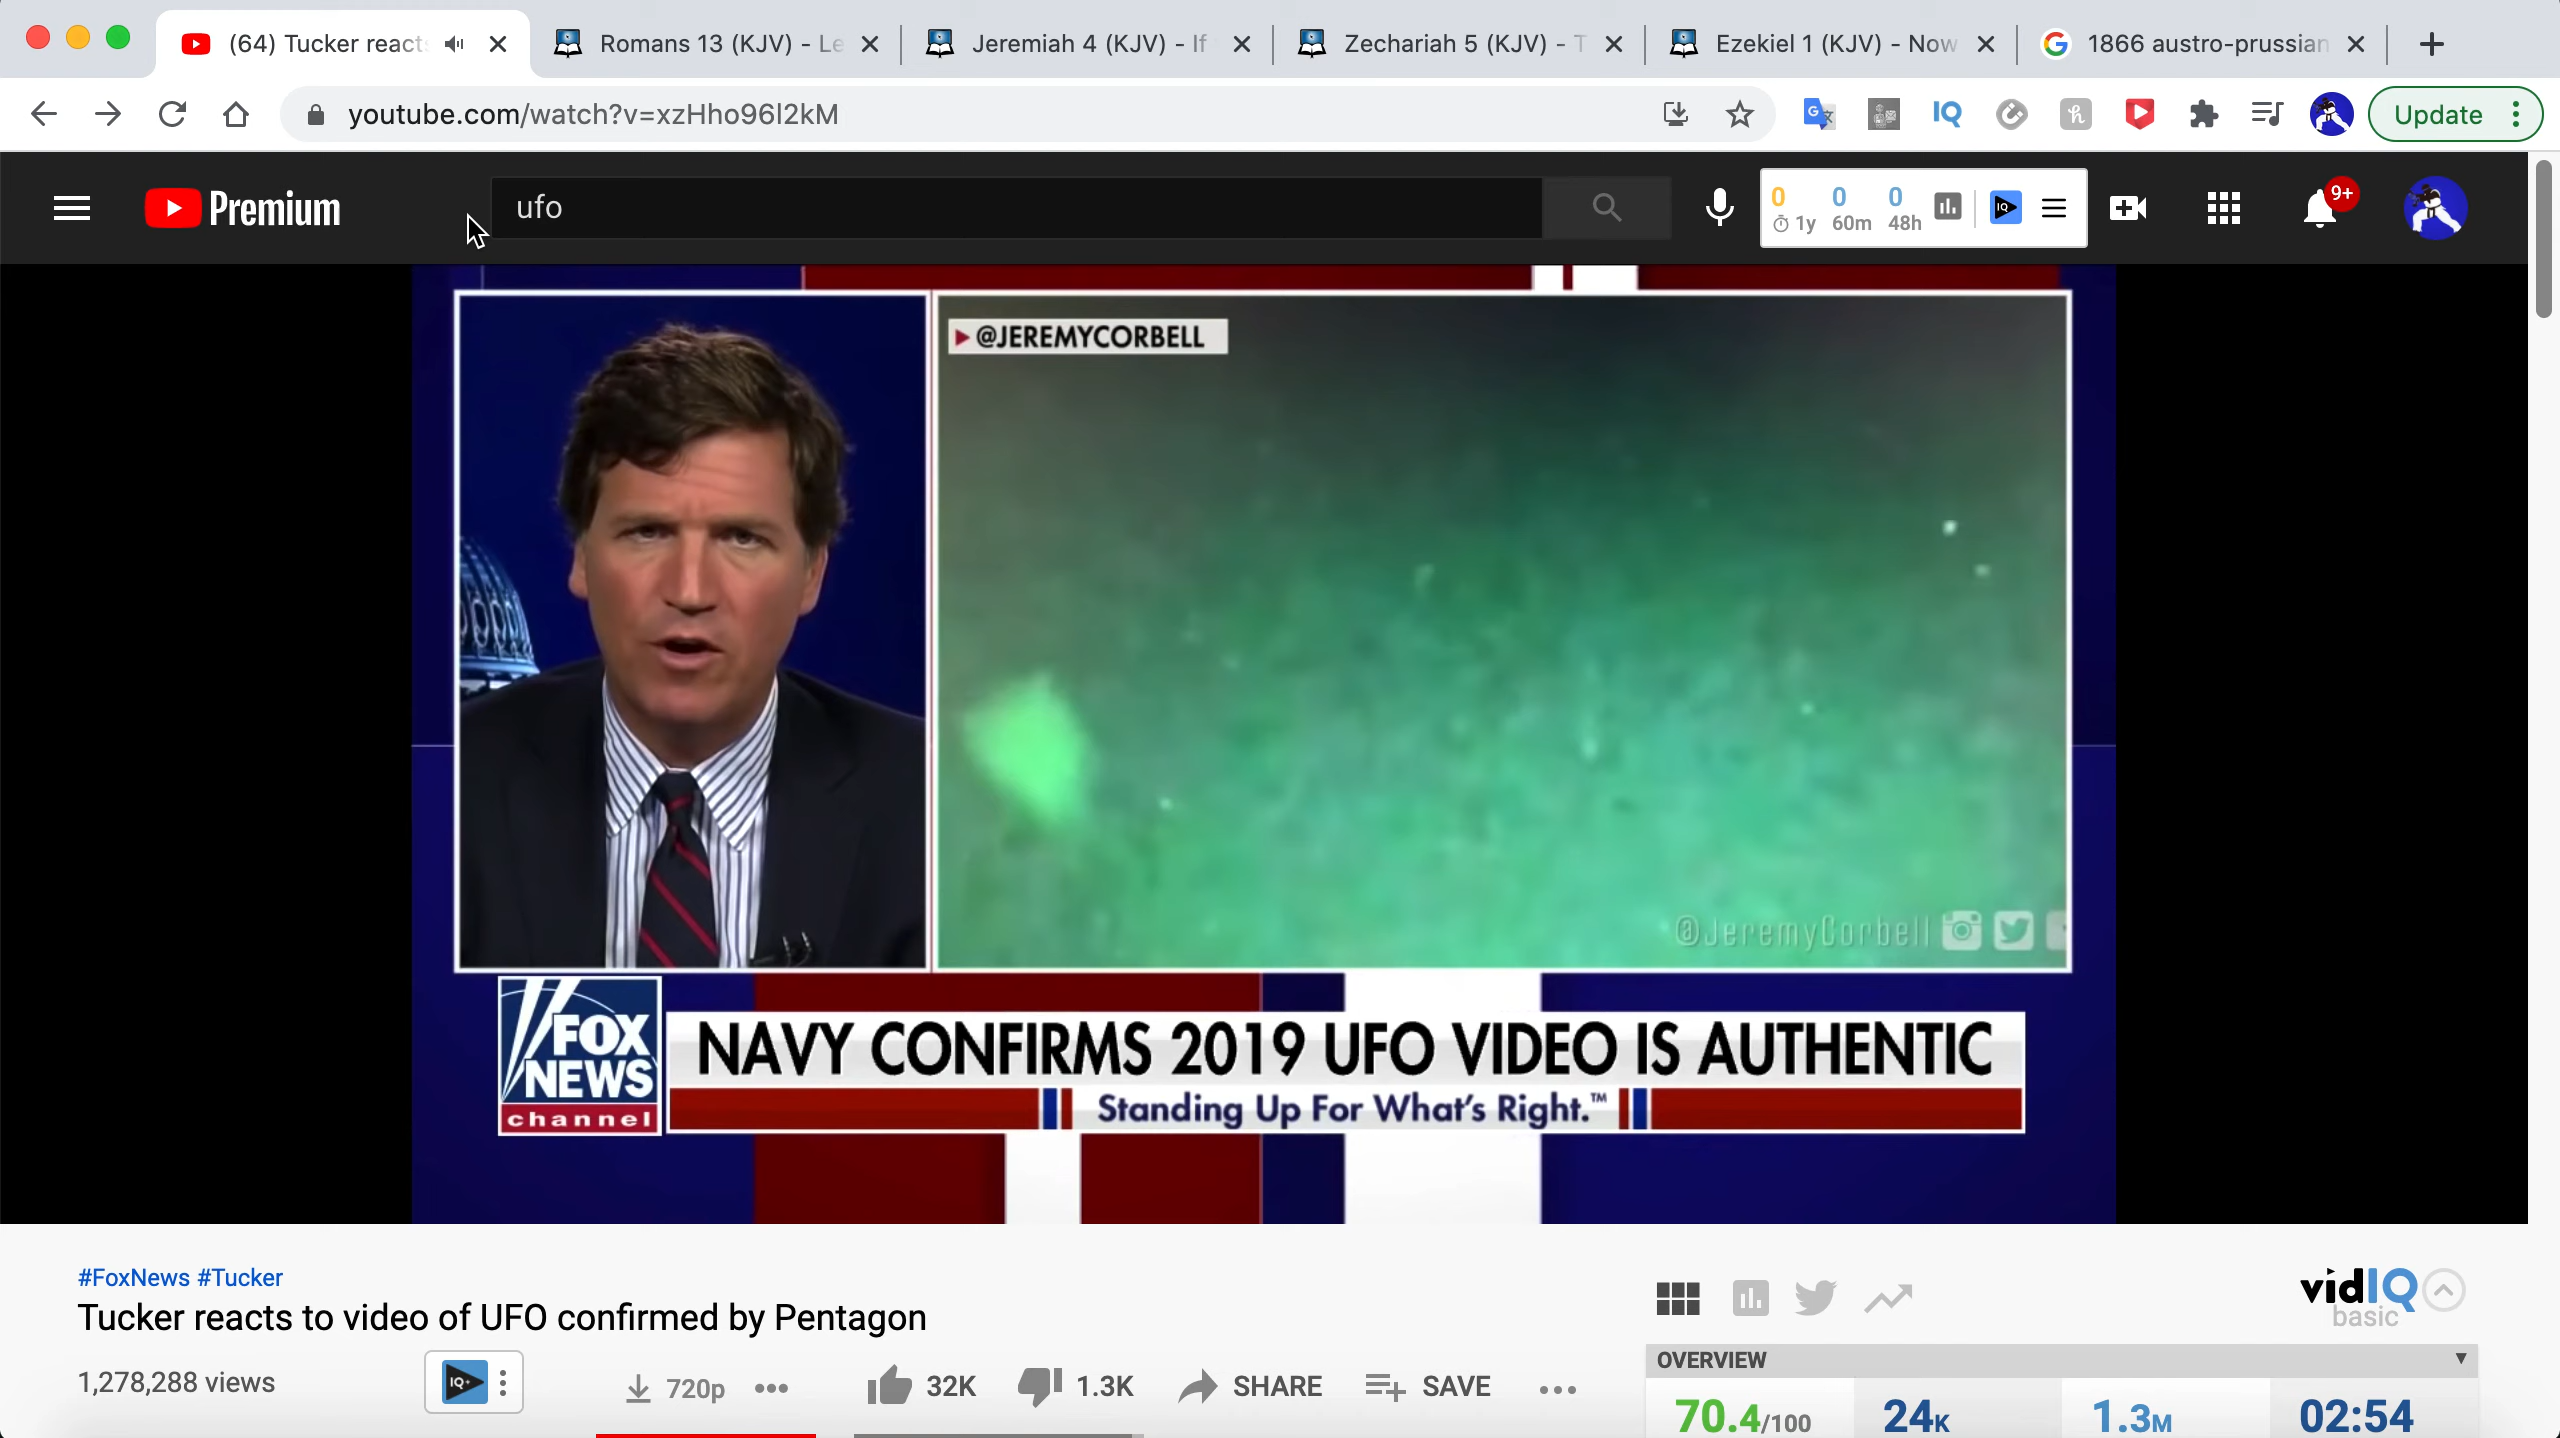 (64) Tucker react
Romans 13 (KJV) - Le
Jeremiah 4 (KJV) - If
Zechariah 5 (KJV) - T
Ezekiel 1 (KJV) - Now
1866 austro-prussian
youtube.com/watch?v=xzHho96l2kM
IQ
Update
Premium
ufo
0 0 0
1y 60m 48h
IQ
9+
@JEREMYCORBELL
@JeremyCorbell
FOX
NEWS
channel
NAVY CONFIRMS 2019 UFO VIDEO IS AUTHENTIC
Standing Up For What's Right.™
#FoxNews #Tucker
Tucker reacts to video of UFO confirmed by Pentagon
1,278,288 views
IQ+
720p
32K
1.3K
SHARE
SAVE
vidIQ
basic
OVERVIEW
70.4/100
24K
1.3M
02:54